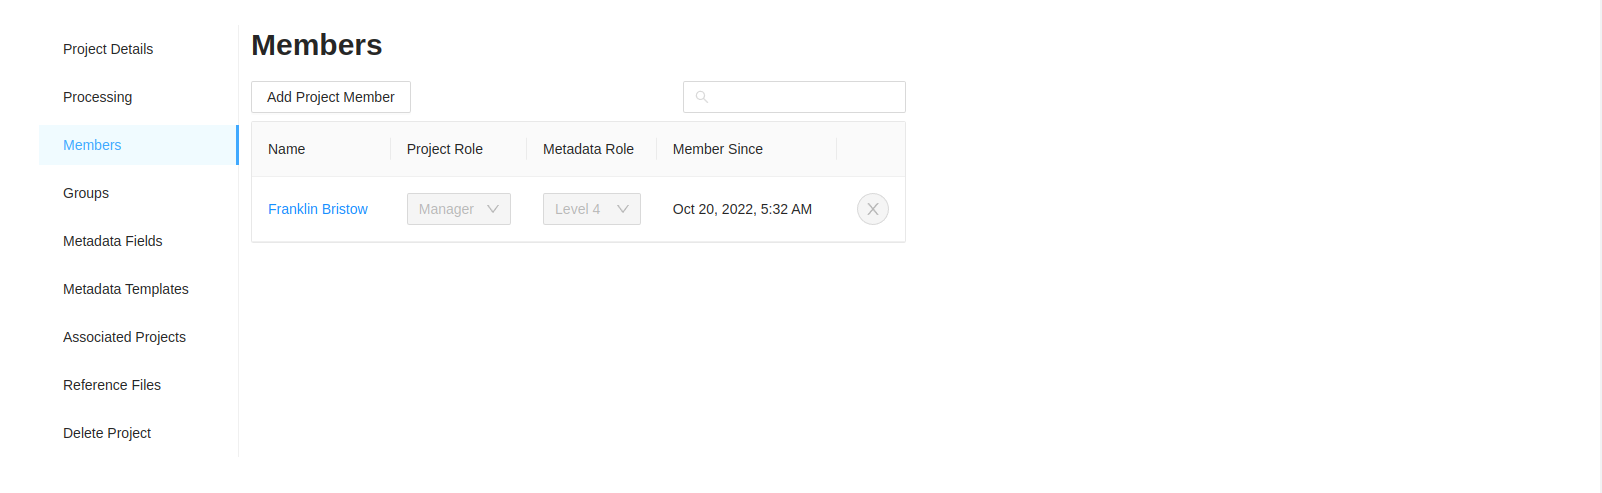 Project Details
Processing
Members
Groups
Metadata Fields
Metadata Templates
Associated Projects
Reference Files
Delete Project
Members
Add Project Member
Name Project Role Metadata Role Member Since
Franklin Bristow Manager Level 4 Oct 20, 2022, 5:32 AM